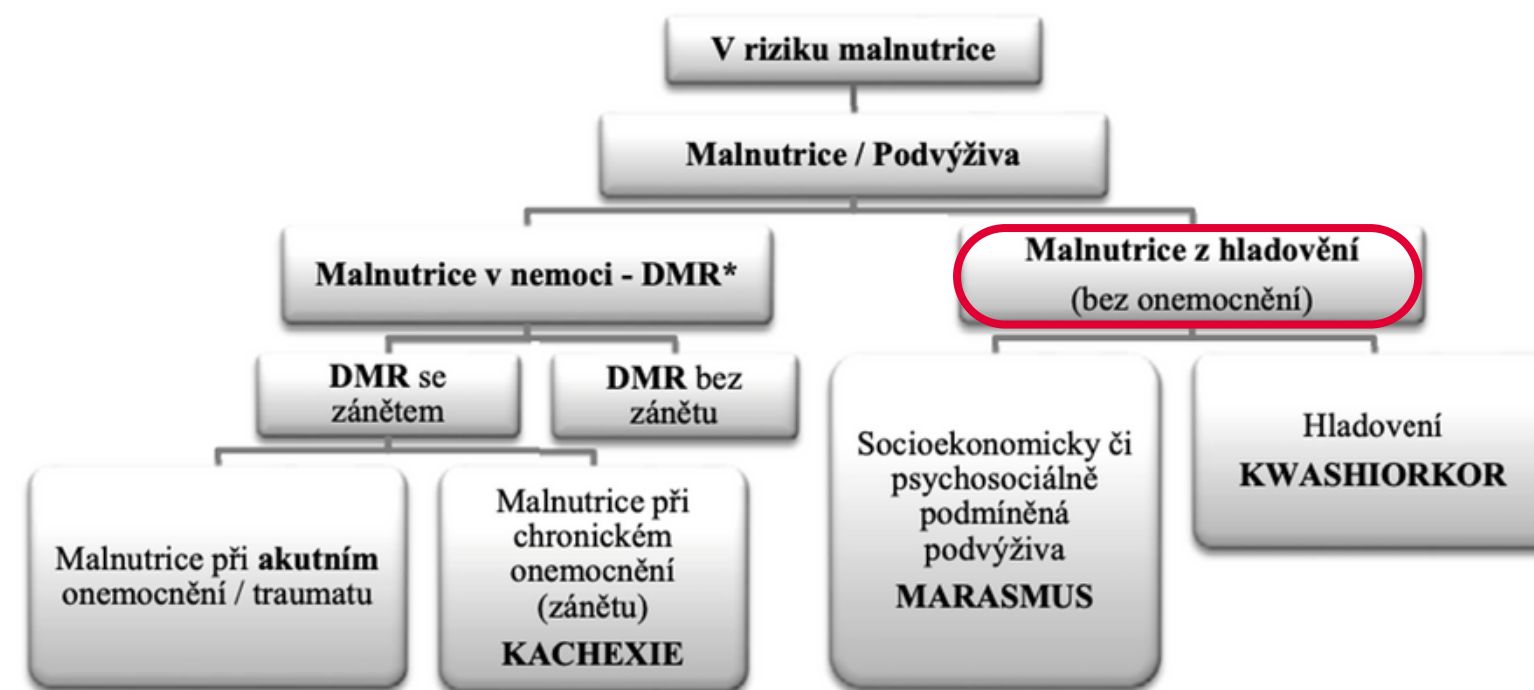 V riziku malnutrice
Malnutrice / Podvýživa
Malnutrice v nemoci - DMR*
Malnutrice z hladovění
(bez onemocnění)
DMR se
zánětem
DMR bez
zánětu
Malnutrice při akutním
onemocnění / traumatu
Malnutrice při
chronickém
onemocnění
(zánětu)
KACHEXIE
Socioekonomicky či
psychosociálně
podmíněná
podvýživa
MARASMUS
Hladovení
KWASHIORKOR